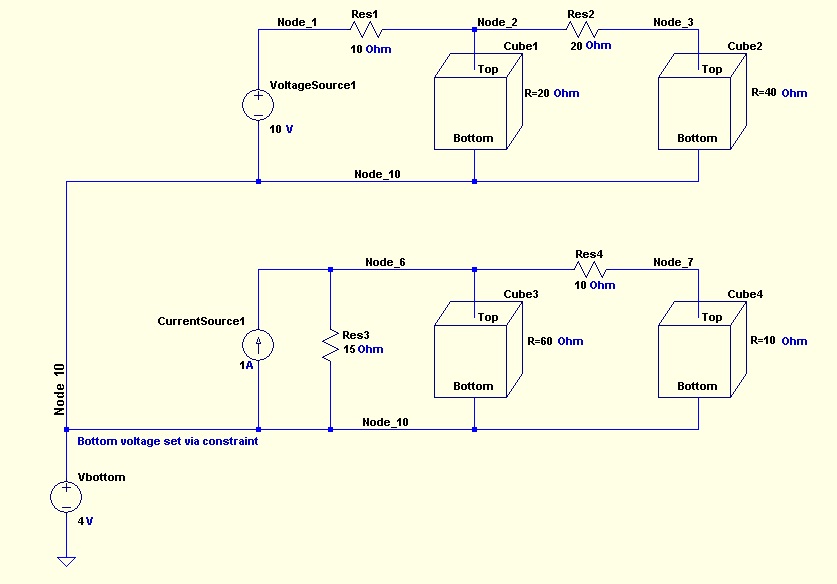 Node_1
Res1
10 Ohm
Node_2
Res2
20 Ohm
Node_3
Cube1
Top
R=20 Ohm
Bottom
Cube2
Top
R=40 Ohm
Bottom
VoltageSource1
+
−
10 V
Node_10
Node_6
Res4
10 Ohm
Node_7
CurrentSource1
1A
Res3
15 Ohm
Cube3
Top
R=60 Ohm
Bottom
Cube4
Top
R=10 Ohm
Bottom
Node_10
Node_10
Bottom voltage set via constraint
Vbottom
+
−
4 V